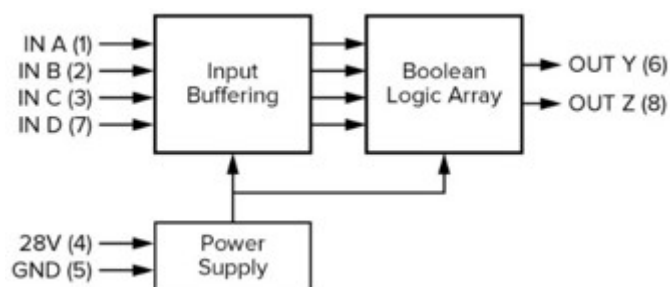 IN A (1)
IN B (2)
IN C (3)
IN D (7)
Input
Buffering
Boolean
Logic Array
OUT Y (6)
OUT Z (8)
28V (4)
GND (5)
Power
Supply